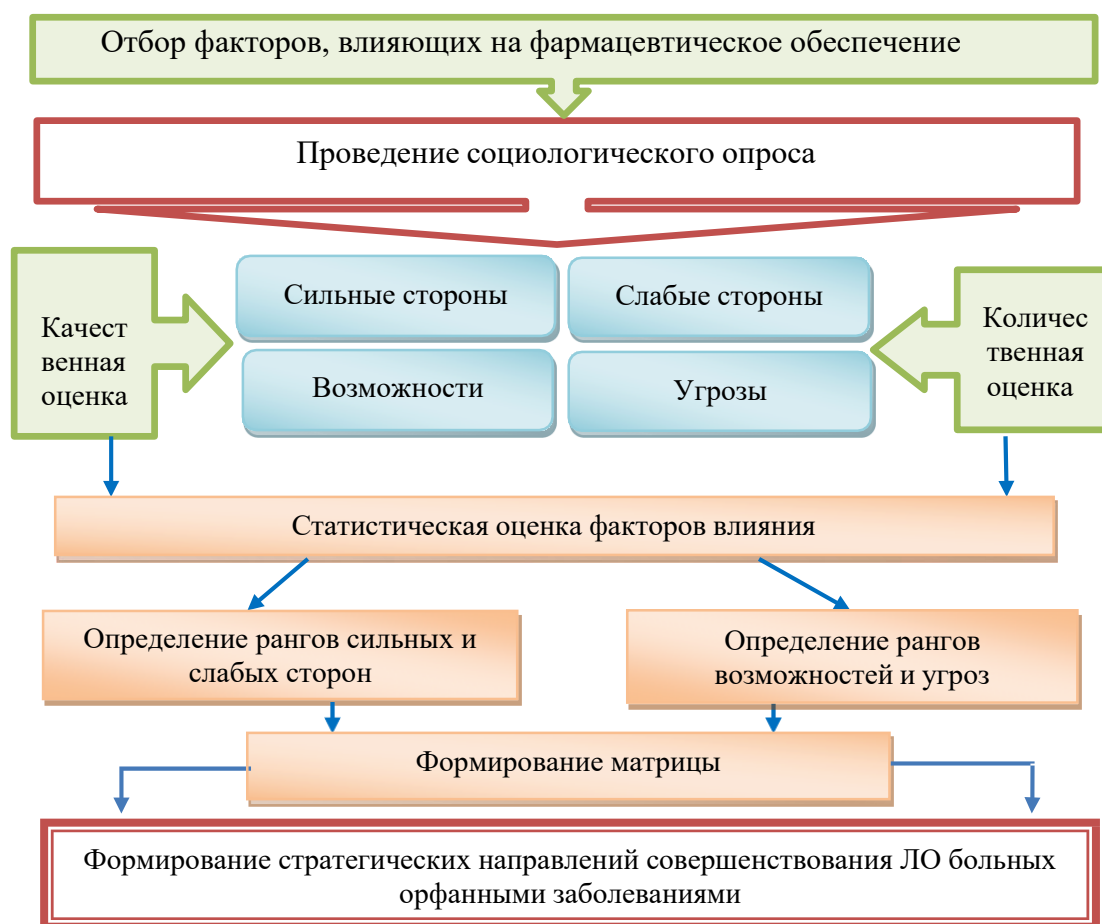 Отбор факторов, влияющих на фармацевтическое обеспечение
Проведение социологического опроса
Сильные стороны
Слабые стороны
Качест
венная
оценка
Количес
твенная
оценка
Возможности
Угрозы
Статистическая оценка факторов влияния
Определение рангов сильных и
слабых сторон
Определение рангов
возможностей и угроз
Формирование матрицы
Формирование стратегических направлений совершенствования ЛО больных
орфанными заболеваниями